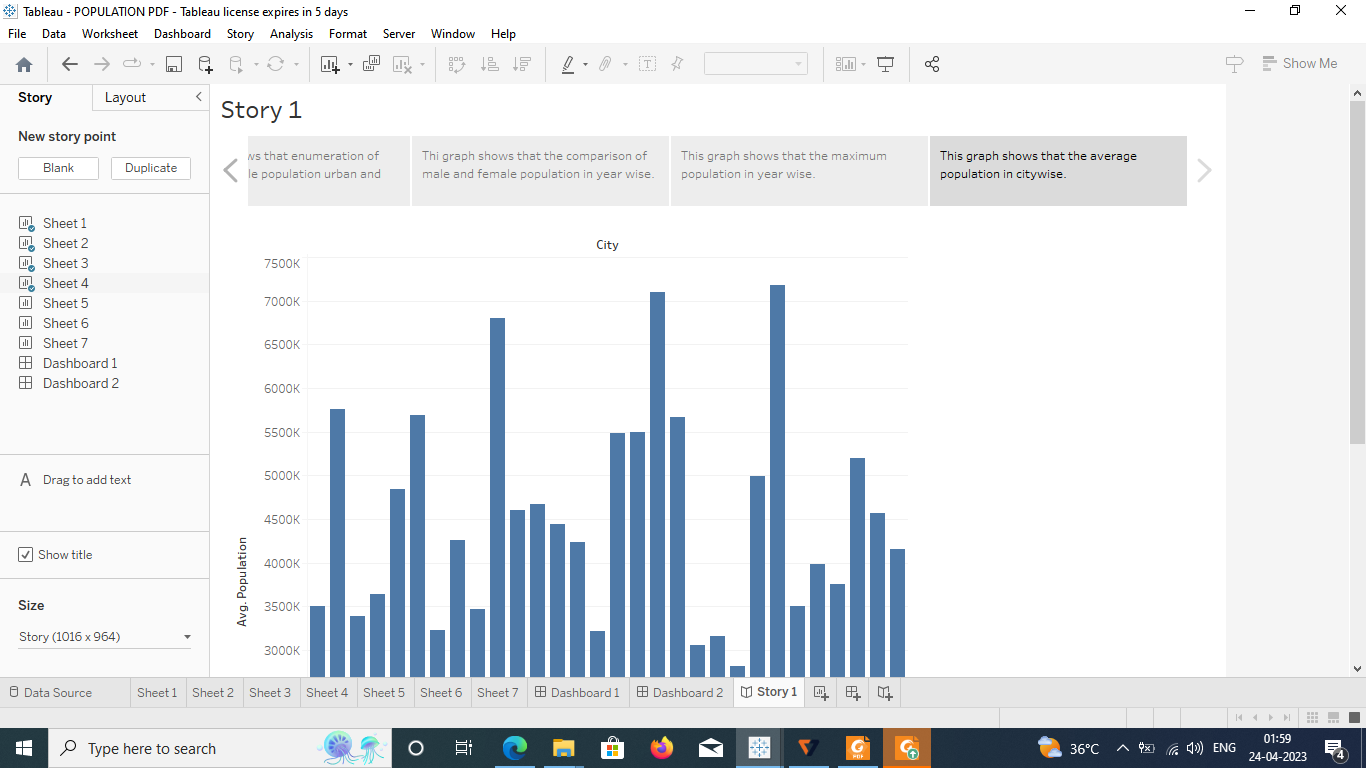 Tableau - POPULATION PDF - Tableau license expires in 5 days
File Data Worksheet Dashboard Story Analysis Format Server Window Help
Show Me
Story Layout
New story point
Blank Duplicate
Sheet 1
Sheet 2
Sheet 3
Sheet 4
Sheet 5
Sheet 6
Sheet 7
Dashboard 1
Dashboard 2
A Drag to add text
Show title
Size
Story (1016 x 964)
Story 1
ws that enumeration of
le population urban and
Thi graph shows that the comparison of
male and female population in year wise.
This graph shows that the maximum
population in year wise.
This graph shows that the average
population in citywise.
City
7500K
7000K
6500K
6000K
5500K
5000K
4500K
4000K
3500K
3000K
Avg. Population
Data Source Sheet 1 Sheet 2 Sheet 3 Sheet 4 Sheet 5 Sheet 6 Sheet 7 Dashboard 1 Dashboard 2 Story 1
Type here to search
PDF
36°C
ENG
01:59
24-04-2023
4